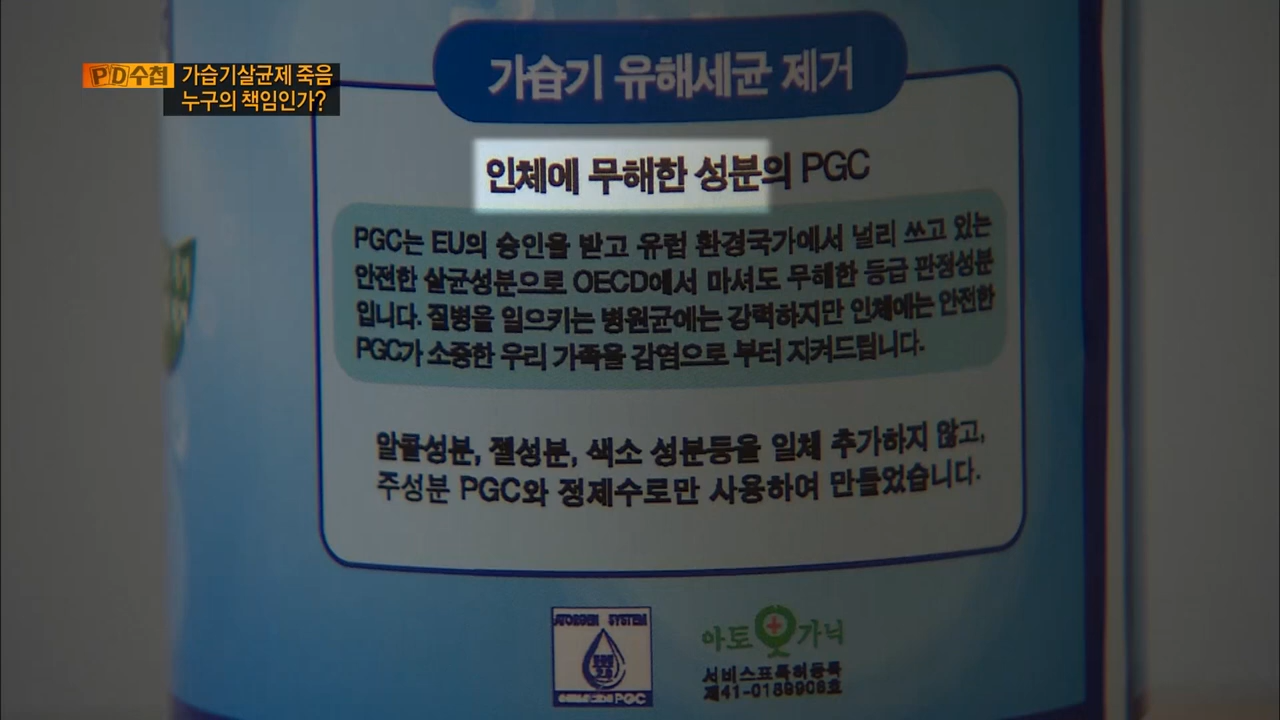 PD수첩 가습기살균제 죽음
누구의 책임인가?
가습기 유해세균 제거
인체에 무해한 성분의 PGC
PGC는 EU의 승인을 받고 유럽 환경국가에서 널리 쓰고 있는
안전한 살균성분으로 OECD에서 마셔도 무해한 등급 판정성분
입니다. 질병을 일으키는 병원균에는 강력하지만 인체에는 안전한
PGC가 소중한 우리 가족을 감염으로 부터 지켜드립니다.
알콜성분, 젤성분, 색소 성분등을 일체 추가하지 않고,
주성분 PGC와 정제수로만 사용하여 만들었습니다.
ATORGEN SYSTEM
PGC
아토오가닉
서비스표특허등록
제41-0189908호